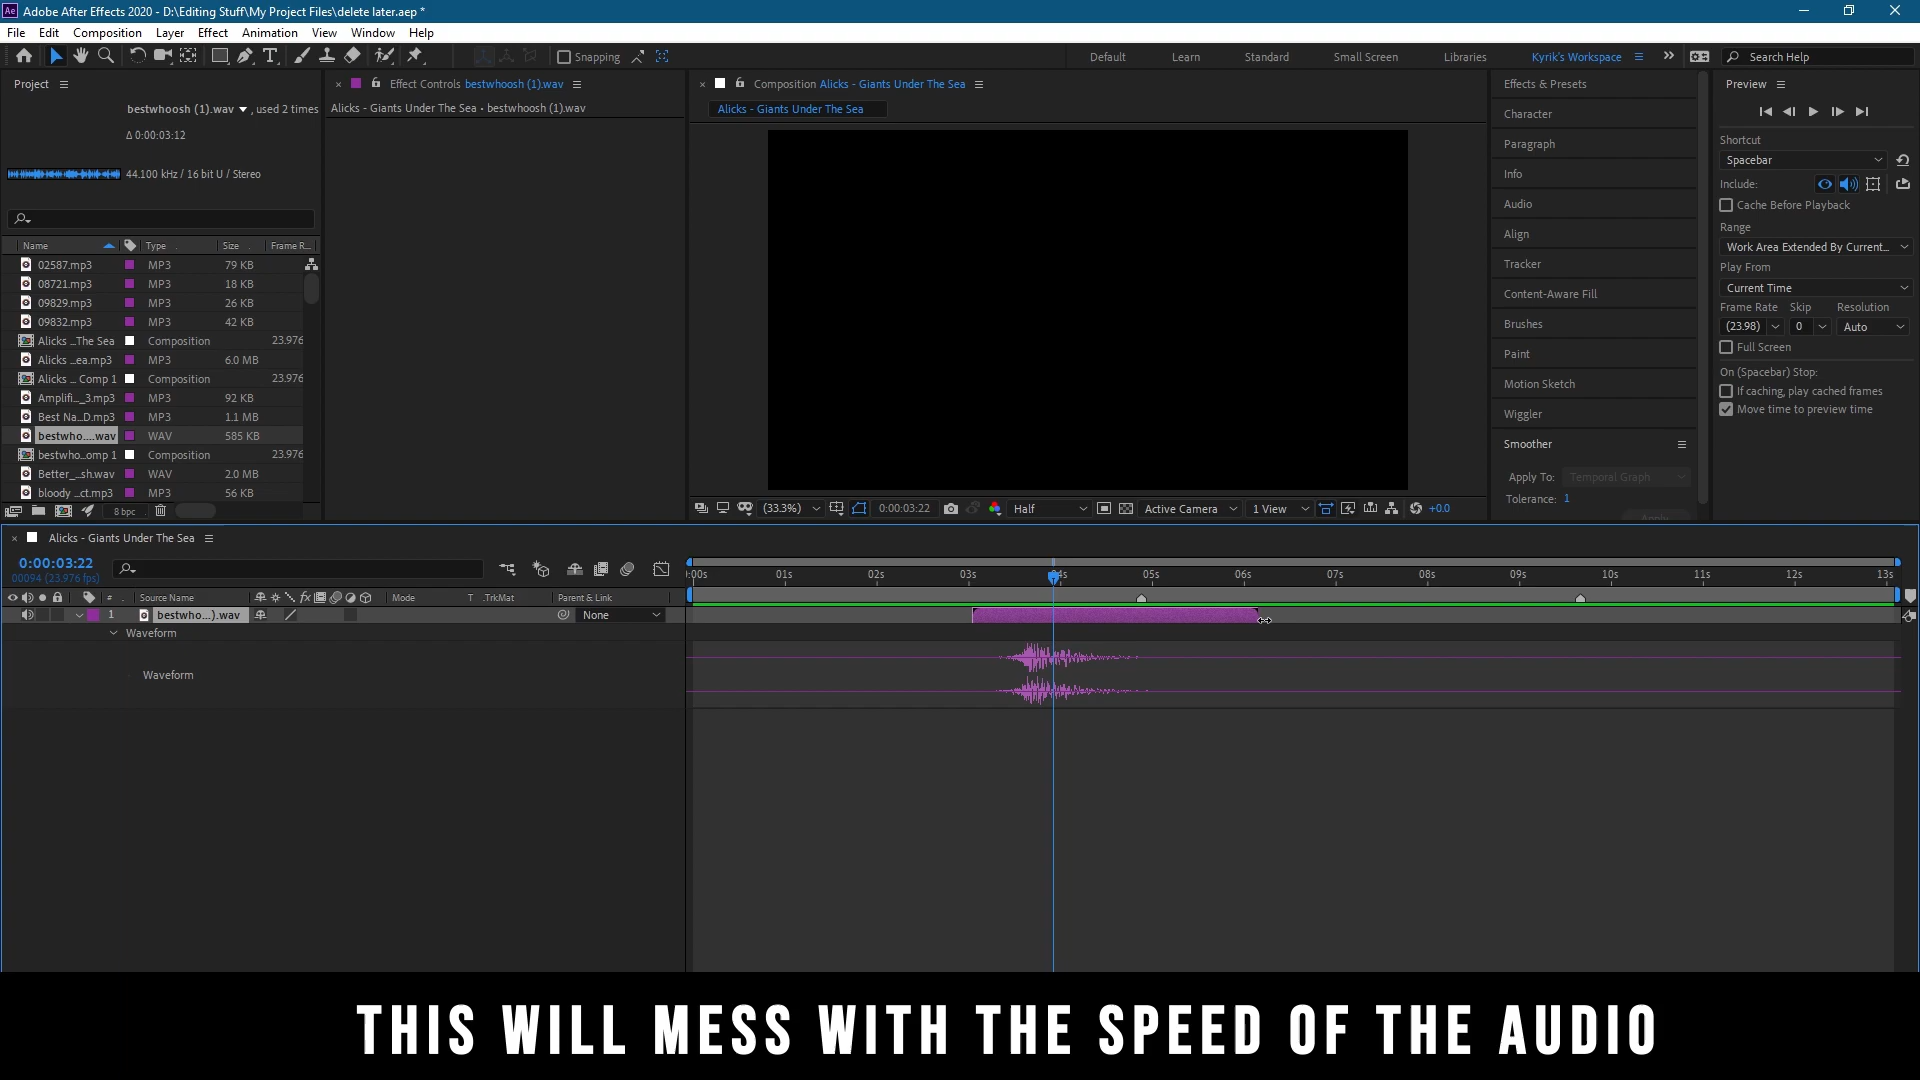 Ae Adobe After Effects 2020 - D:\Editing Stuff\My Project Files\delete later.aep *
File Edit Composition Layer Effect Animation View Window Help
Snapping
Default Learn Standard Small Screen Libraries Kyrik's Workspace Search Help
Project
bestwhoosh (1).wav , used 2 times
Δ 0:00:03:12
44.100 kHz / 16 bit U / Stereo
Name Type Size Frame R...
02587.mp3 MP3 79 KB
08721.mp3 MP3 18 KB
09829.mp3 MP3 26 KB
09832.mp3 MP3 42 KB
Alicks ...The Sea Composition 23.976
Alicks ...ea.mp3 MP3 6.0 MB
Alicks ... Comp 1 Composition 23.976
Amplifi..._3.mp3 MP3 92 KB
Best Na...D.mp3 MP3 1.1 MB
bestwho....wav WAV 585 KB
bestwho...omp 1 Composition 23.976
Better_...sh.wav WAV 2.0 MB
bloody ...ct.mp3 MP3 56 KB
8 bpc
Effect Controls bestwhoosh (1).wav
Alicks - Giants Under The Sea • bestwhoosh (1).wav
Composition Alicks - Giants Under The Sea
Alicks - Giants Under The Sea
(33.3%) 0:00:03:22 Half Active Camera 1 View +0.0
Effects & Presets
Character
Paragraph
Info
Audio
Align
Tracker
Content-Aware Fill
Brushes
Paint
Motion Sketch
Wiggler
Smoother
Apply To: Temporal Graph
Tolerance: 1
Preview
Shortcut
Spacebar
Include:
Cache Before Playback
Range
Work Area Extended By Current...
Play From
Current Time
Frame Rate Skip Resolution
(23.98) 0 Auto
Full Screen
On (Spacebar) Stop:
If caching, play cached frames
Move time to preview time
Alicks - Giants Under The Sea
0:00:03:22
00094 (23.976 fps)
:00s 01s 02s 03s 04s 05s 06s 07s 08s 09s 10s 11s 12s 13s
# Source Name fx Mode T .TrkMat Parent & Link
1 bestwho...).wav None
Waveform
Waveform
THIS WILL MESS WITH THE SPEED OF THE AUDIO